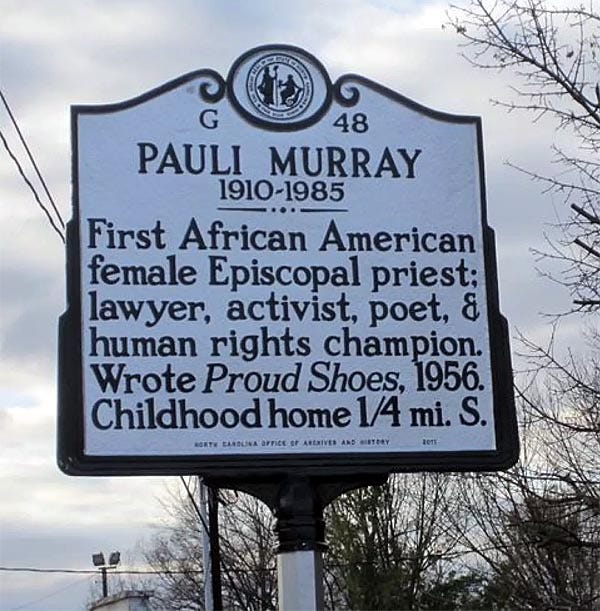 G 48
PAULI MURRAY
1910-1985
First African American
female Episcopal priest;
lawyer, activist, poet, &
human rights champion.
Wrote Proud Shoes, 1956.
Childhood home 1/4 mi. S.
NORTH CAROLINA OFFICE OF ARCHIVES AND HISTORY 2011